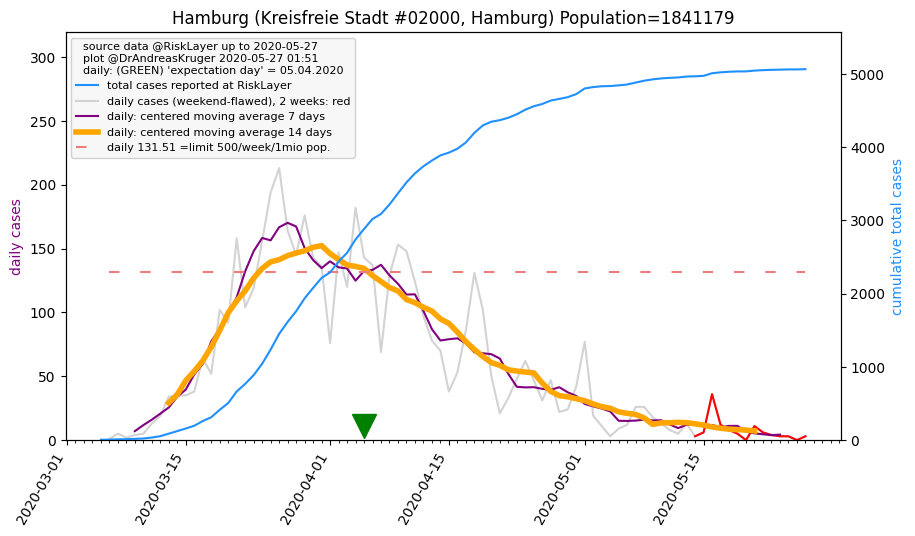 Hamburg (Kreisfreie Stadt #02000, Hamburg) Population=1841179
source data @RiskLayer up to 2020-05-27
plot @DrAndreasKruger 2020-05-27 01:51
daily: (GREEN) 'expectation day' = 05.04.2020
total cases reported at RiskLayer
daily cases (weekend-flawed), 2 weeks: red
daily: centered moving average 7 days
daily: centered moving average 14 days
daily 131.51 =limit 500/week/1mio pop.
daily cases
300
250
200
150
100
50
0
cumulative total cases
5000
4000
3000
2000
1000
0
2020-03-01
2020-03-15
2020-04-01
2020-04-15
2020-05-01
2020-05-15